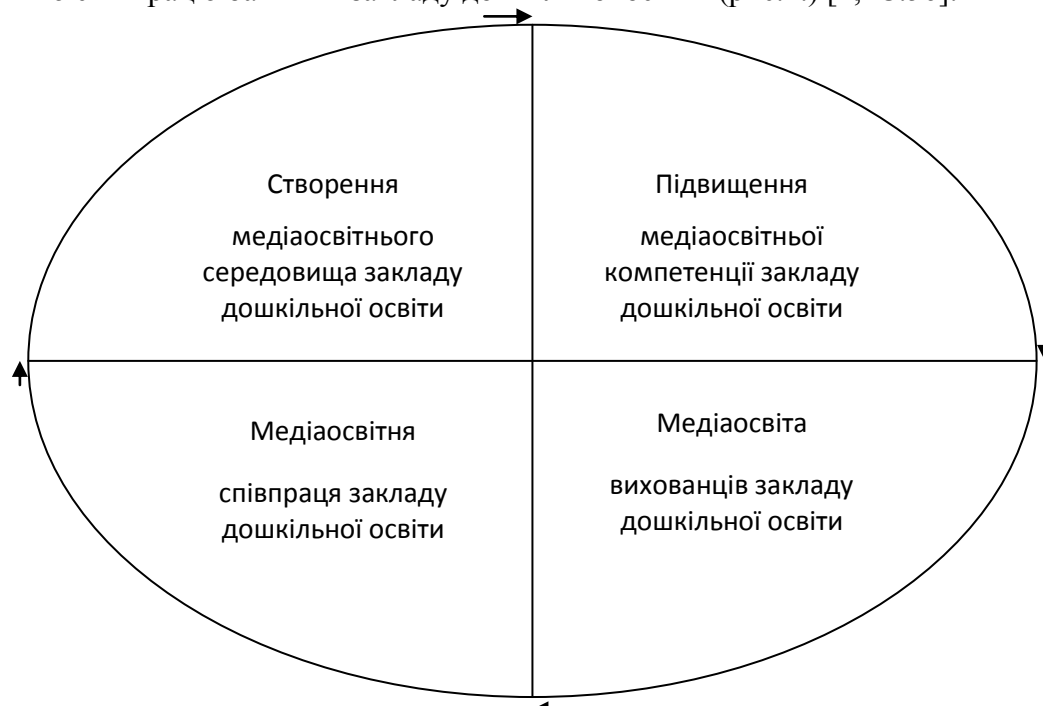 закладу
Створення
медіаосвітнього
середовища закладу
дошкільної освіти
Підвищення
медіаосвітньої
компетенції закладу
дошкільної освіти
Медіаосвітня
співпраця закладу
дошкільної освіти
Медіаосвіта
вихованців закладу
дошкільної освіти